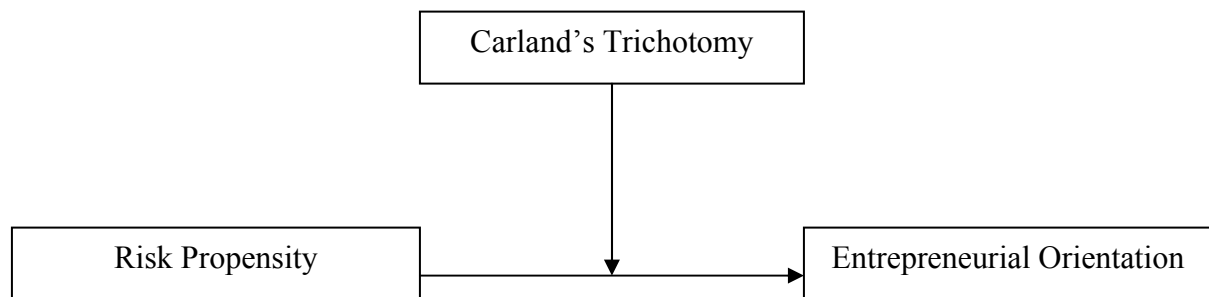 Carland’s Trichotomy
Risk Propensity
Entrepreneurial Orientation